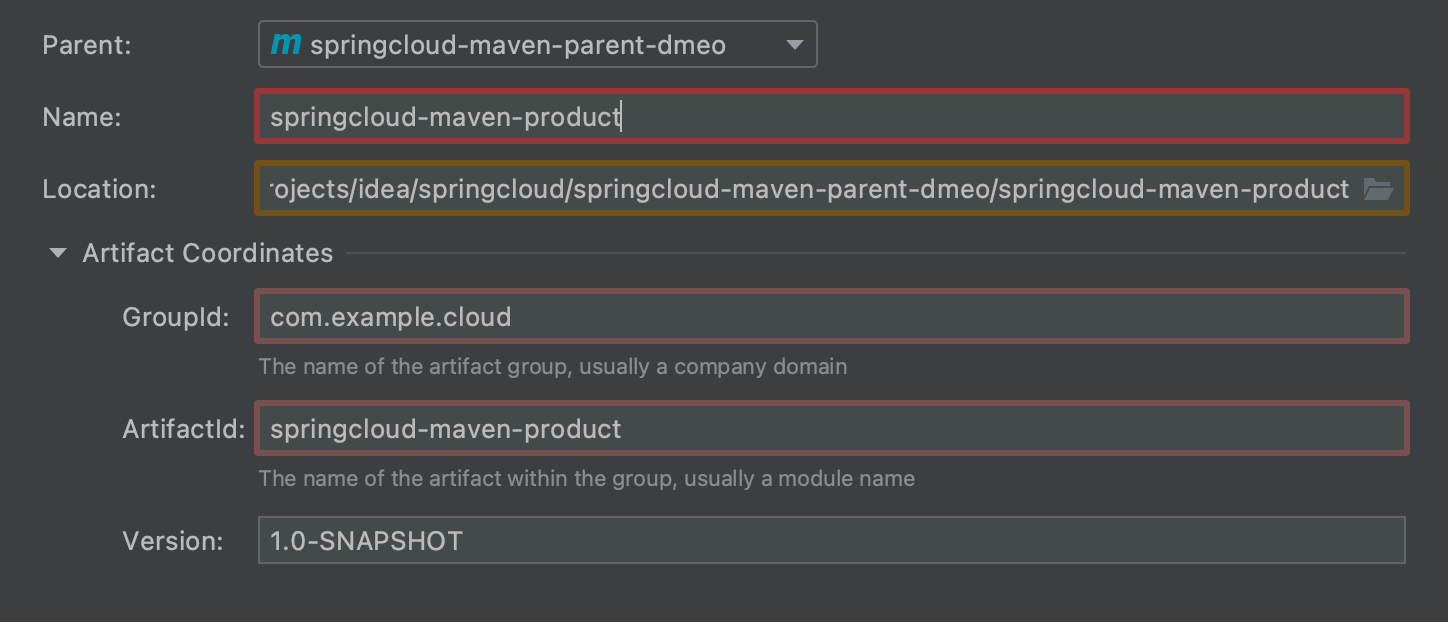 Parent: m springcloud-maven-parent-dmeo
Name: springcloud-maven-product
Location: rojects/idea/springcloud/springcloud-maven-parent-dmeo/springcloud-maven-product
Artifact Coordinates
GroupId: com.example.cloud
The name of the artifact group, usually a company domain
ArtifactId: springcloud-maven-product
The name of the artifact within the group, usually a module name
Version: 1.0-SNAPSHOT